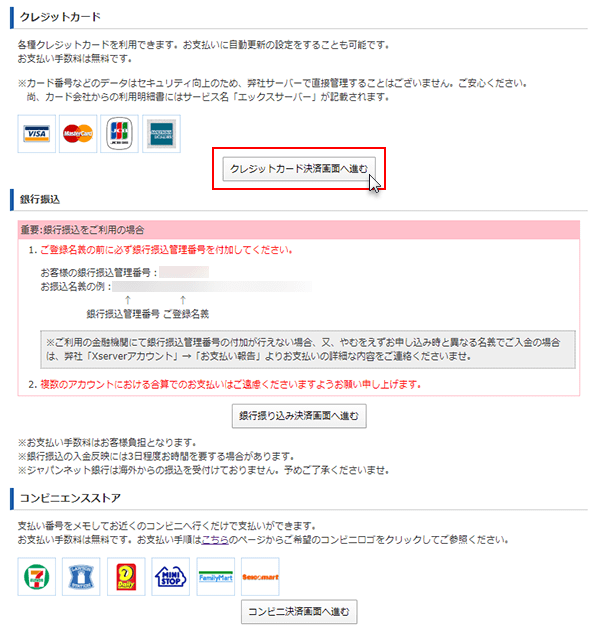 クレジットカード
各種クレジットカードを利用できます。お支払いに自動更新の設定をすることも可能です。
お支払い手数料は無料です。
※カード番号などのデータはセキュリティ向上のため、弊社サーバーで直接管理することはございません。ご安心ください。
尚、カード会社からの利用明細書にはサービス名「エックスサーバー」が記載されます。
VISA MasterCard JCB
クレジットカード決済画面へ進む
銀行振込
重要:銀行振込をご利用の場合
1. ご登録名義の前に必ず銀行振込管理番号を付加してください。
お客様の銀行振込管理番号：
お振込名義の例：
↑ ↑
銀行振込管理番号 ご登録名義
※ご利用の金融機関にて銀行振込管理番号の付加が行えない場合、又、やむをえずお申し込み時と異なる名義でご入金の場合
は、弊社「Xserverアカウント」→「お支払い報告」よりお支払いの詳細な内容をご連絡くださいませ。
2. 複数のアカウントにおける合算でのお支払いはご遠慮くださいますようお願い申し上げます。
銀行振り込み決済画面へ進む
※お支払い手数料はお客様負担となります。
※銀行振込の入金反映には3日程度お時間を要する場合があります。
※ジャパンネット銀行は海外からの振込を受付けておりません。予めご了承くださいませ。
コンビニエンスストア
支払い番号をメモしてお近くのコンビニへ行くだけで支払いができます。
お支払い手数料は無料です。お支払い手順はこちらのページからご希望のコンビニロゴをクリックしてご参照ください。
7 ELEVEN LAWSON ? Daily MINI STOP FamilyMart Seicomart
コンビニ決済画面へ進む